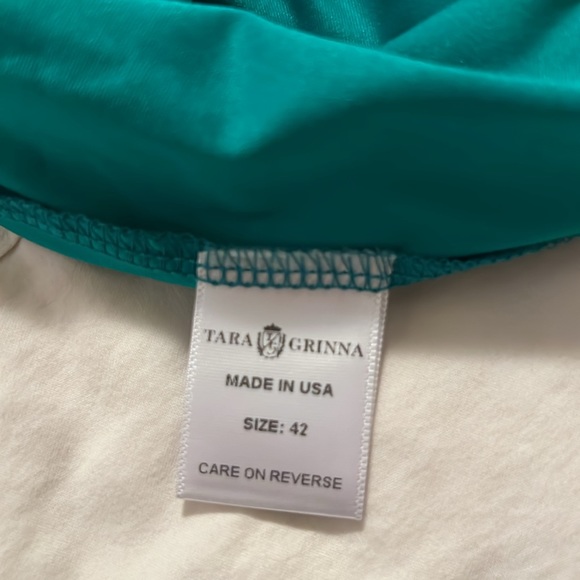 TARA GRINNA
MADE IN USA
SIZE: 42
CARE ON REVERSE